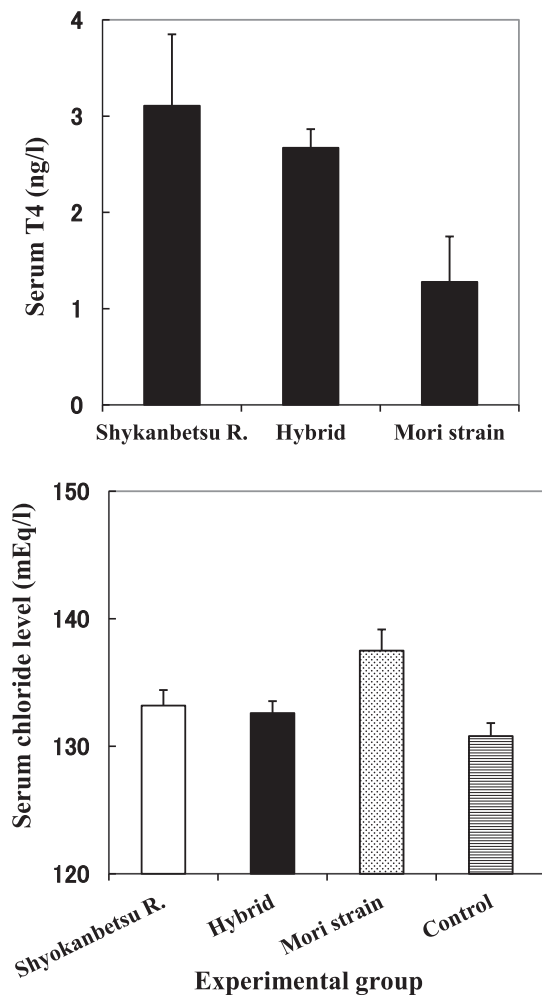 Serum T4 (ng/l)
4
3
2
1
0
Shykanbetsu R.
Hybrid
Mori strain
Serum chloride level (mEq/l)
150
140
130
120
Shyokanbetsu R.
Hybrid
Mori strain
Control
Experimental group